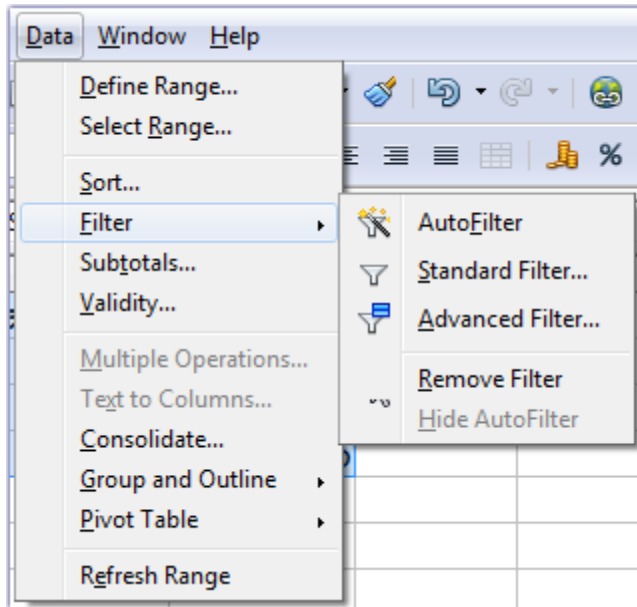 Data Window Help
Define Range...
Select Range...
%
Sort...
Filter
AutoFilter
Subtotals...
Standard Filter...
Validity...
Advanced Filter...
Multiple Operations...
Remove Filter
Text to Columns...
Hide AutoFilter
Consolidate...
Group and Outline
Pivot Table
Refresh Range